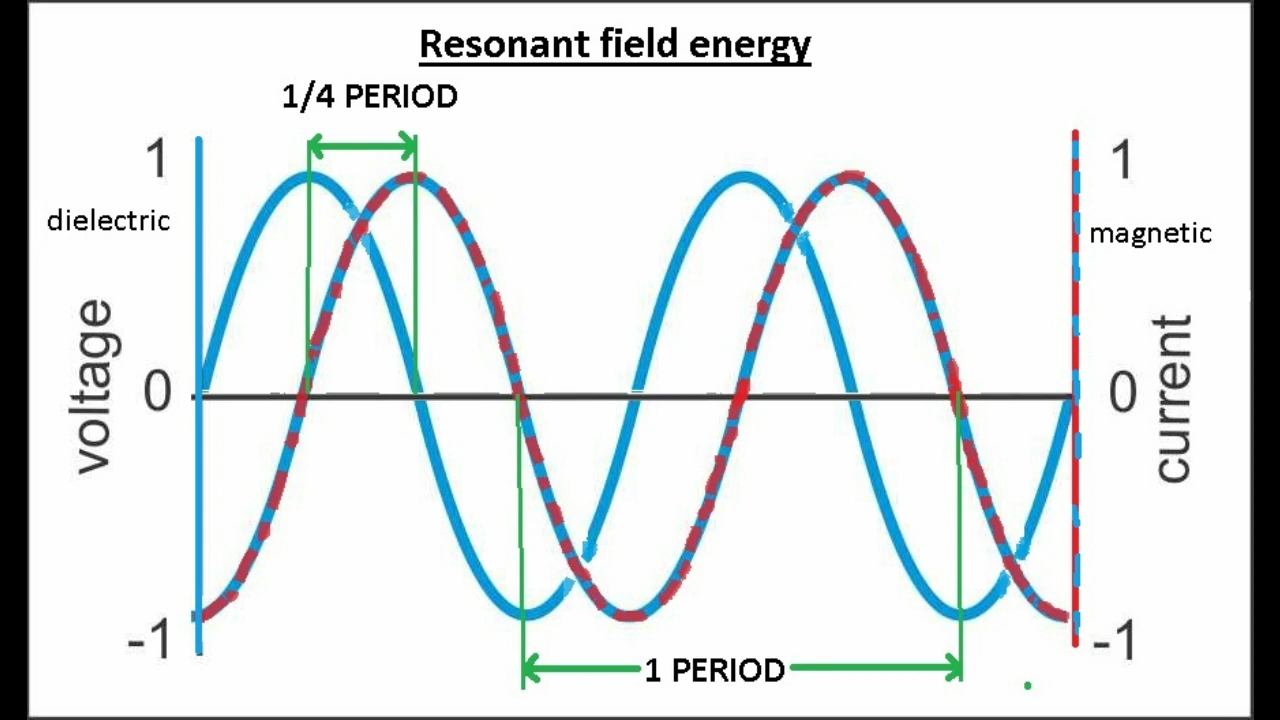 Resonant field energy
1/4 PERIOD
1
1
dielectric
magnetic
voltage
0
0
current
-1
-1
1 PERIOD